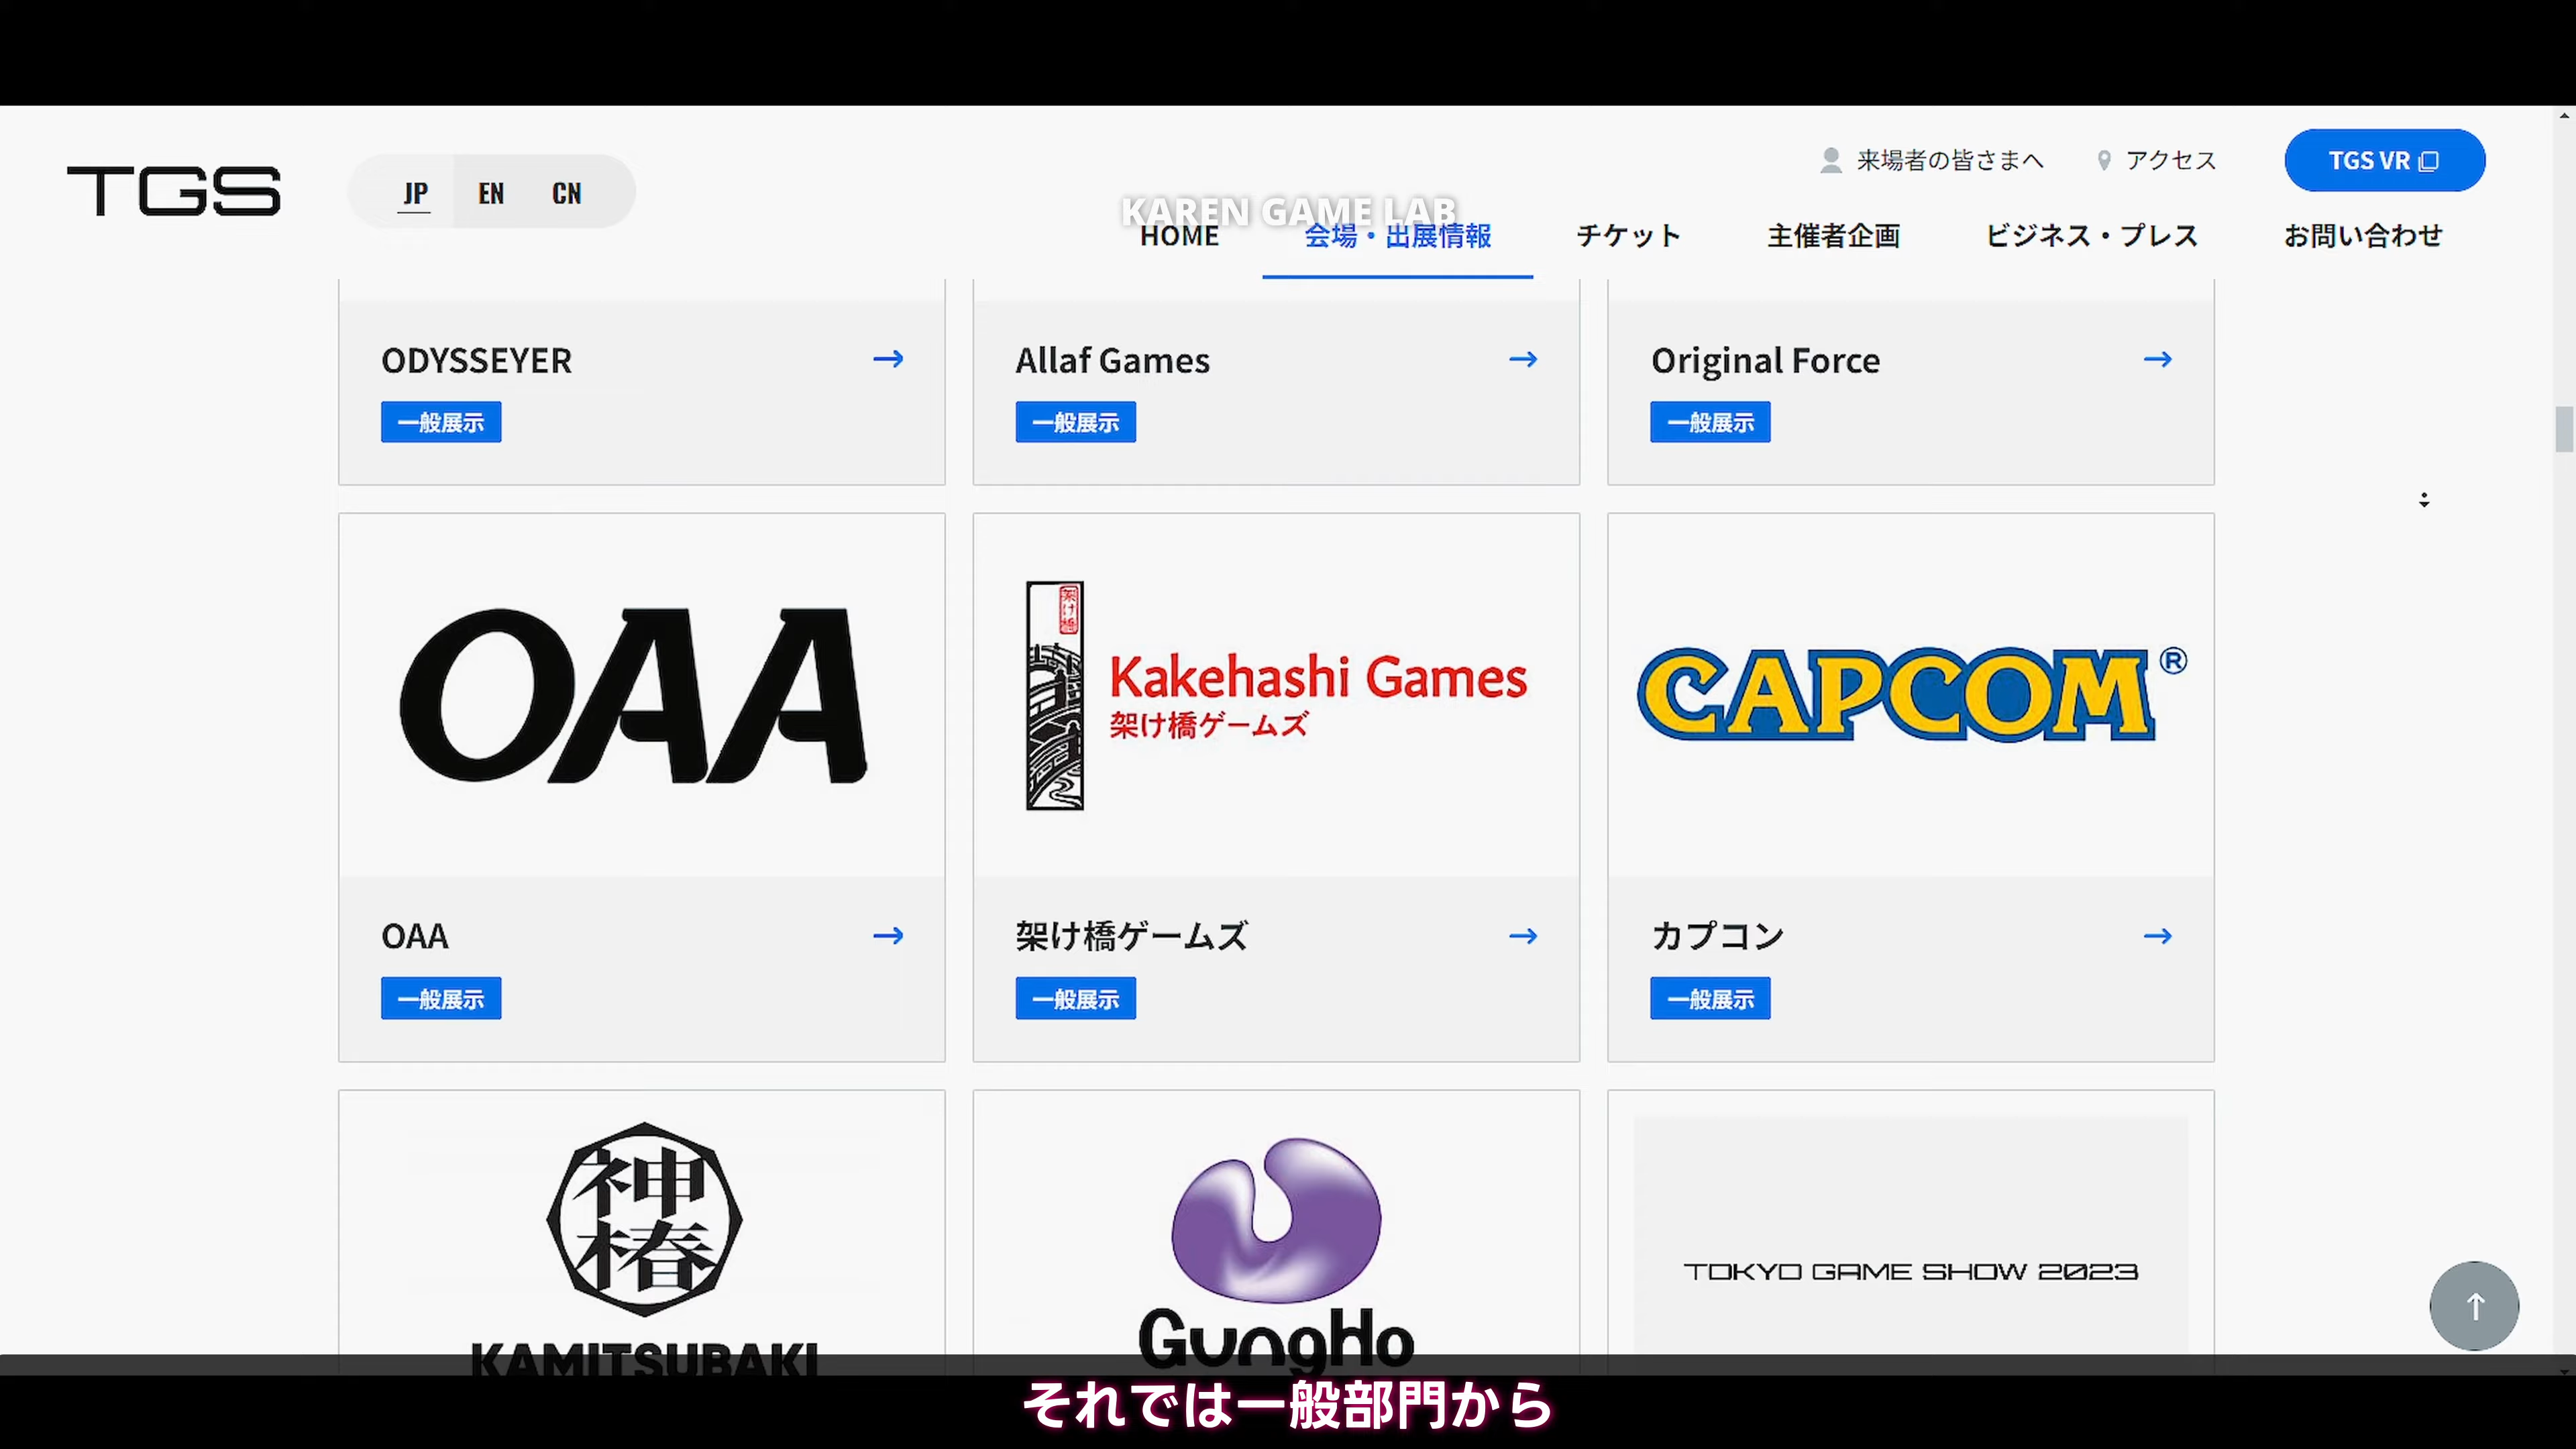 TGS
JP EN CN
来場者の皆さまへ
アクセス
TGS VR
KAREN GAME LAB
HOME
会場・出展情報
チケット
主催者企画
ビジネス・プレス
お問い合わせ
ODYSSEYER
一般展示
Allaf Games
一般展示
Original Force
一般展示
OAA
OAA
一般展示
架け橋
Kakehashi Games
架け橋ゲームズ
架け橋ゲームズ
一般展示
CAPCOM®
カプコン
一般展示
神椿
KAMITSUBAKI
GungHo
TOKYO GAME SHOW 2023
それでは一般部門から